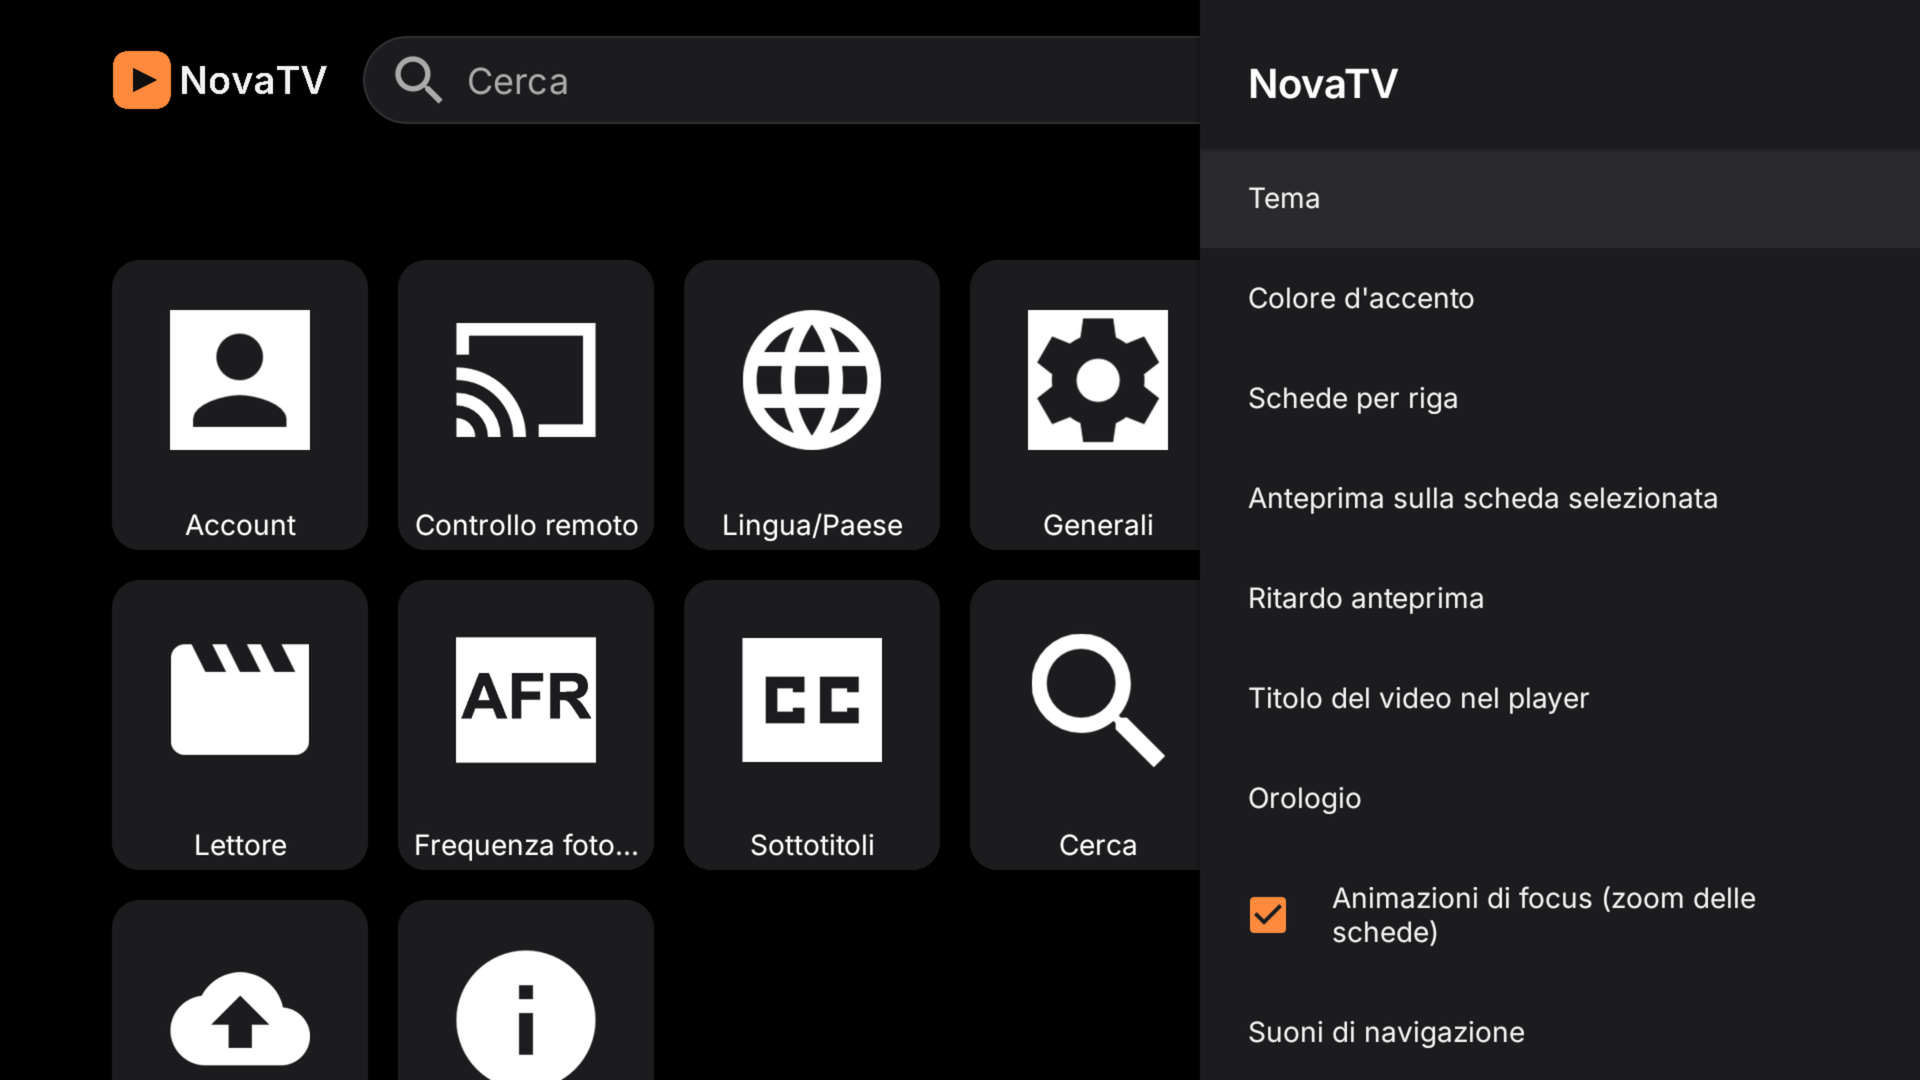 NovaTV
Cerca
Account
Controllo remoto
Lingua/Paese
Generali
AFR
CC
Lettore
Frequenza foto...
Sottotitoli
Cerca
NovaTV
Tema
Colore d'accento
Schede per riga
Anteprima sulla scheda selezionata
Ritardo anteprima
Titolo del video nel player
Orologio
Animazioni di focus (zoom delle
schede)
Suoni di navigazione